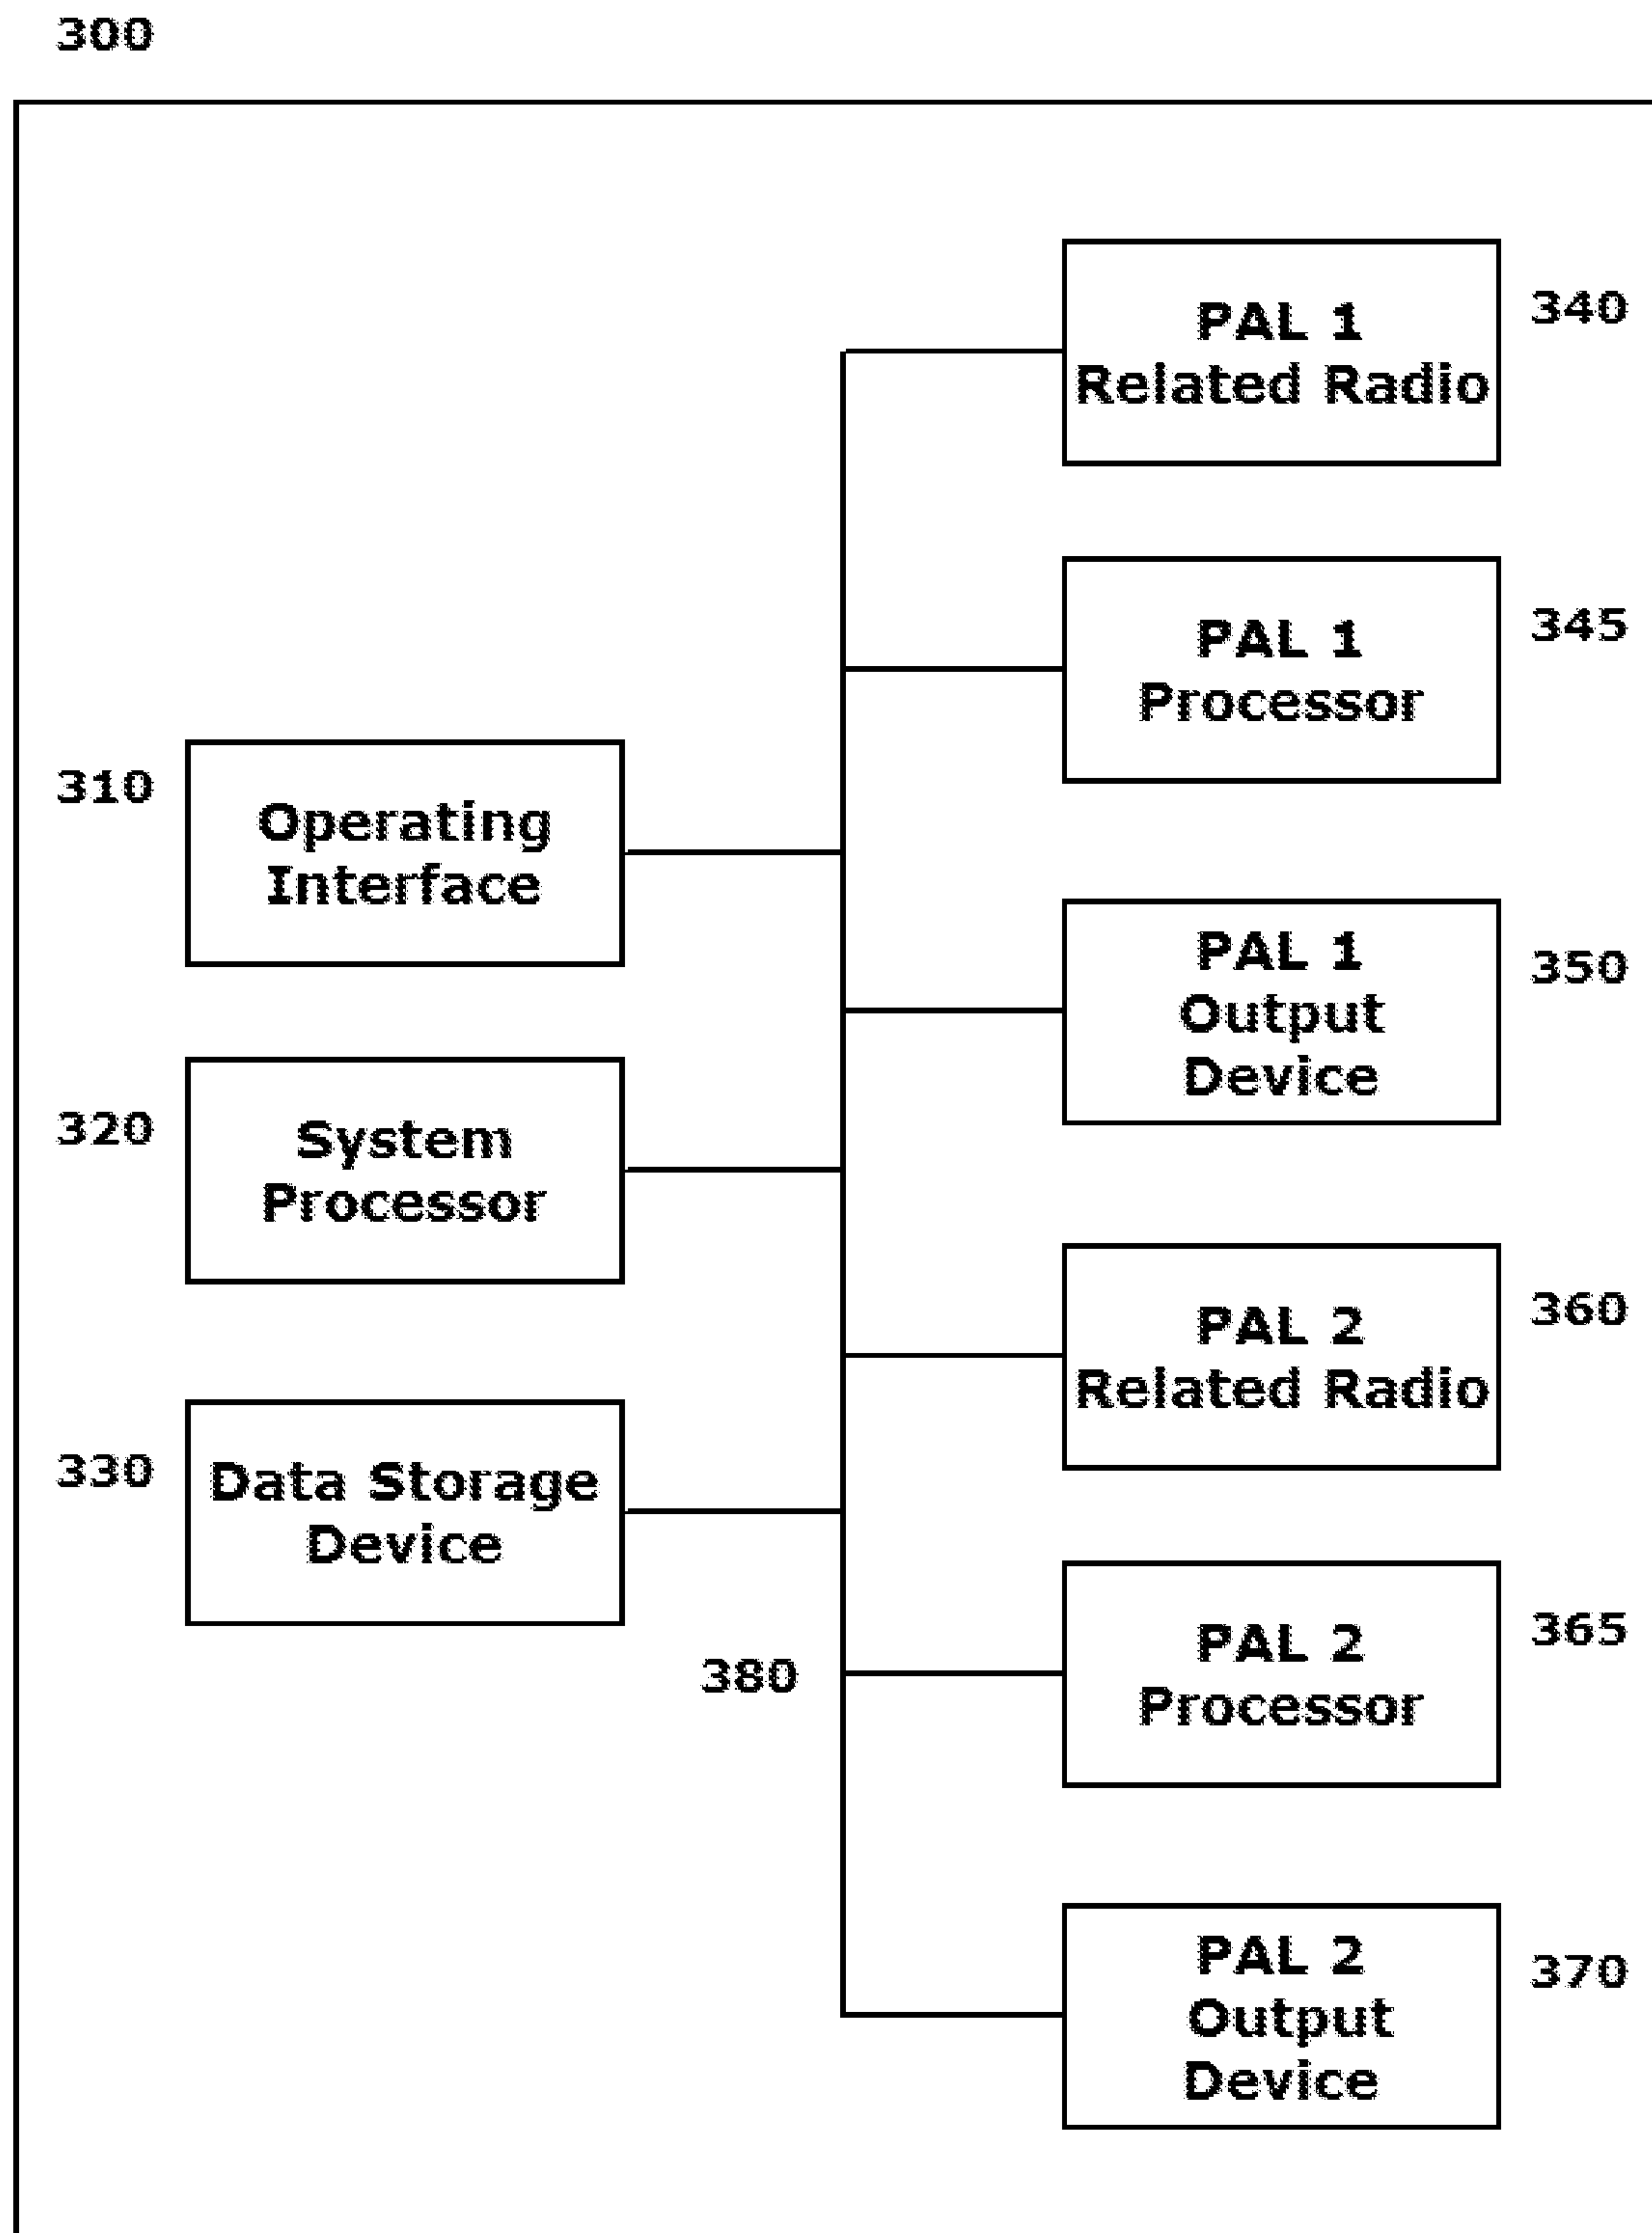 300
340
PAL 1
Related Radio
345
PAL 1
Processor
310
Operating
Interface
350
PAL 1
Output
Device
320
System
Processor
360
PAL 2
Related Radio
330
Data Storage
Device
380
365
PAL 2
Processor
370
PAL 2
Output
Device